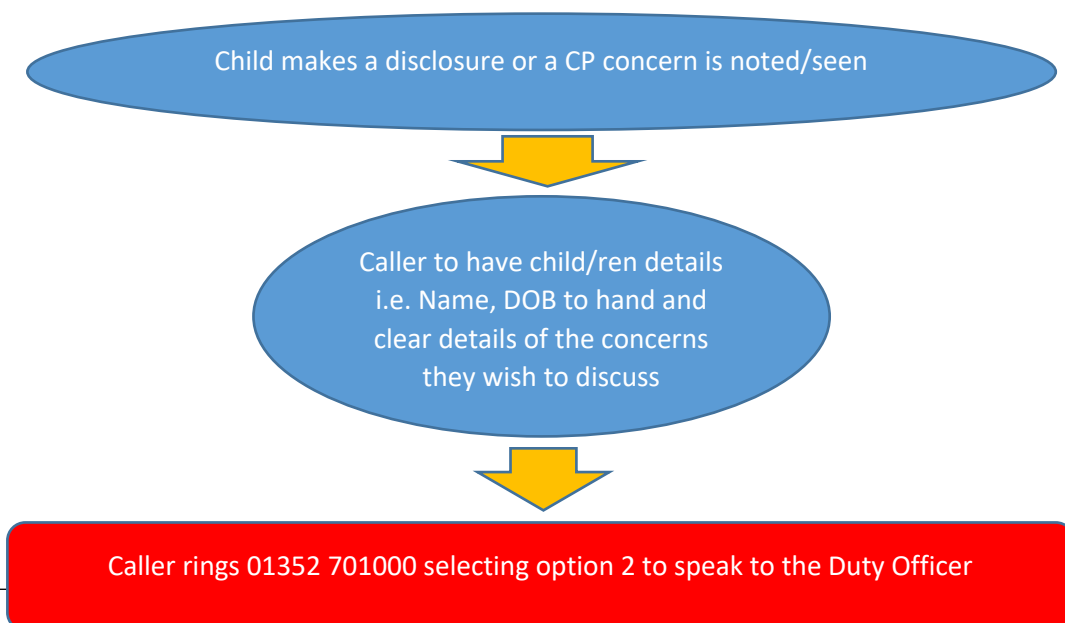 Child makes a disclosure or a CP concern is noted/seen
Caller to have child/ren details
i.e. Name, DOB to hand and
clear details of the concerns
they wish to discuss
Caller rings 01352 701000 selecting option 2 to speak to the Duty Officer